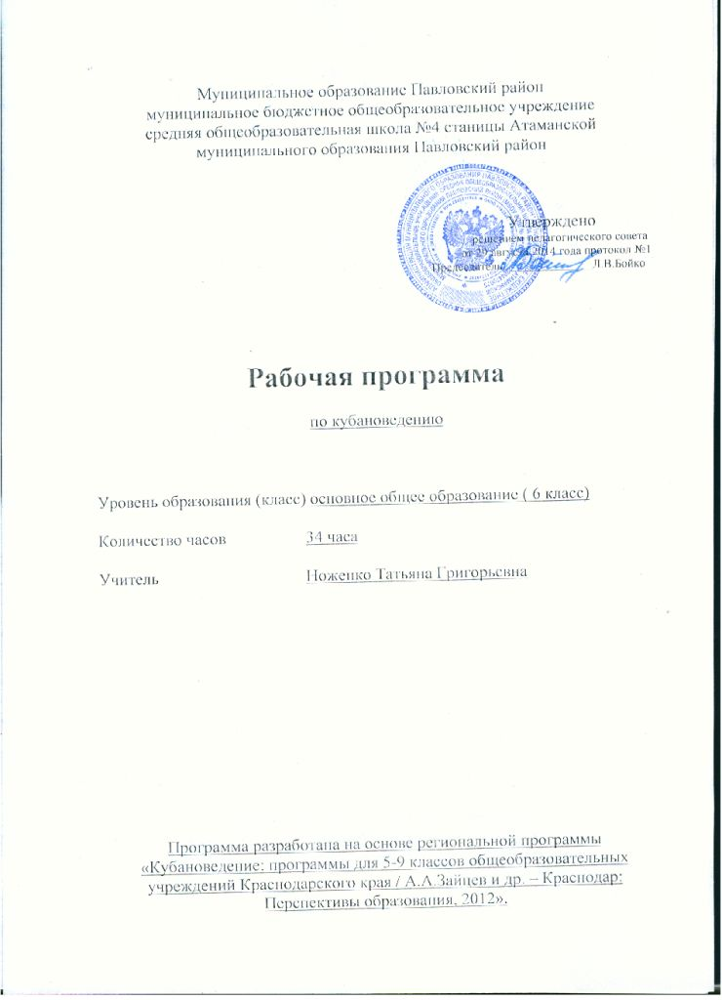 Муниципальное образование Павловский район
муниципальное бюджетное общеобразовательное учреждение
средняя общеобразовательная школа №4 станицы Атаманской
муниципального образования Павловский район
Утверждено
решением педагогического совета
от 29 августа 2014 года протокол №1
Председатель Л.В.Бойко
Рабочая программа
по кубановедению
Уровень образования (класс) основное общее образование ( 6 класс)
Количество часов 34 часа
Учитель Ноженко Татьяна Григорьевна
Программа разработана на основе региональной программы
«Кубановедение: программы для 5-9 классов общеобразовательных
учреждений Краснодарского края / А.А.Зайцев и др. – Краснодар:
Перспективы образования, 2012».